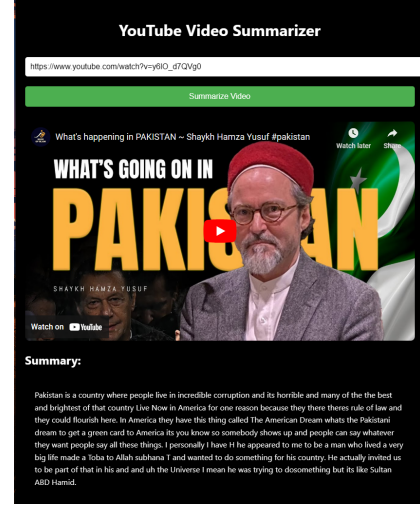 YouTube Video Summarizer
https://www.youtube.com/watch?v=y6IO_d7QVg0
Summarize Video
What's happening in PAKISTAN ~ Shaykh Hamza Yusuf #pakistan
Watch later
Share
WHAT'S GOING ON IN
PAKISTAN
SHAYKH HAMZA YUSUF
Watch on YouTube
Summary:
Pakistan is a country where people live in incredible corruption and its horrible and many of the the best
and brightest of that country Live Now in America for one reason because they there theres rule of law and
they could flourish here. In America they have this thing called The American Dream whats the Pakistani
dream to get a green card to America its you know so somebody shows up and people can say whatever
they want people say all these things. I personally I have H he appeared to me to be a man who lived a very
big life made a Toba to Allah subhana T and wanted to do something for his country. He actually invited us
to be part of that in his and and uh the Universe I mean he was trying to dosomething but its like Sultan
ABD Hamid.